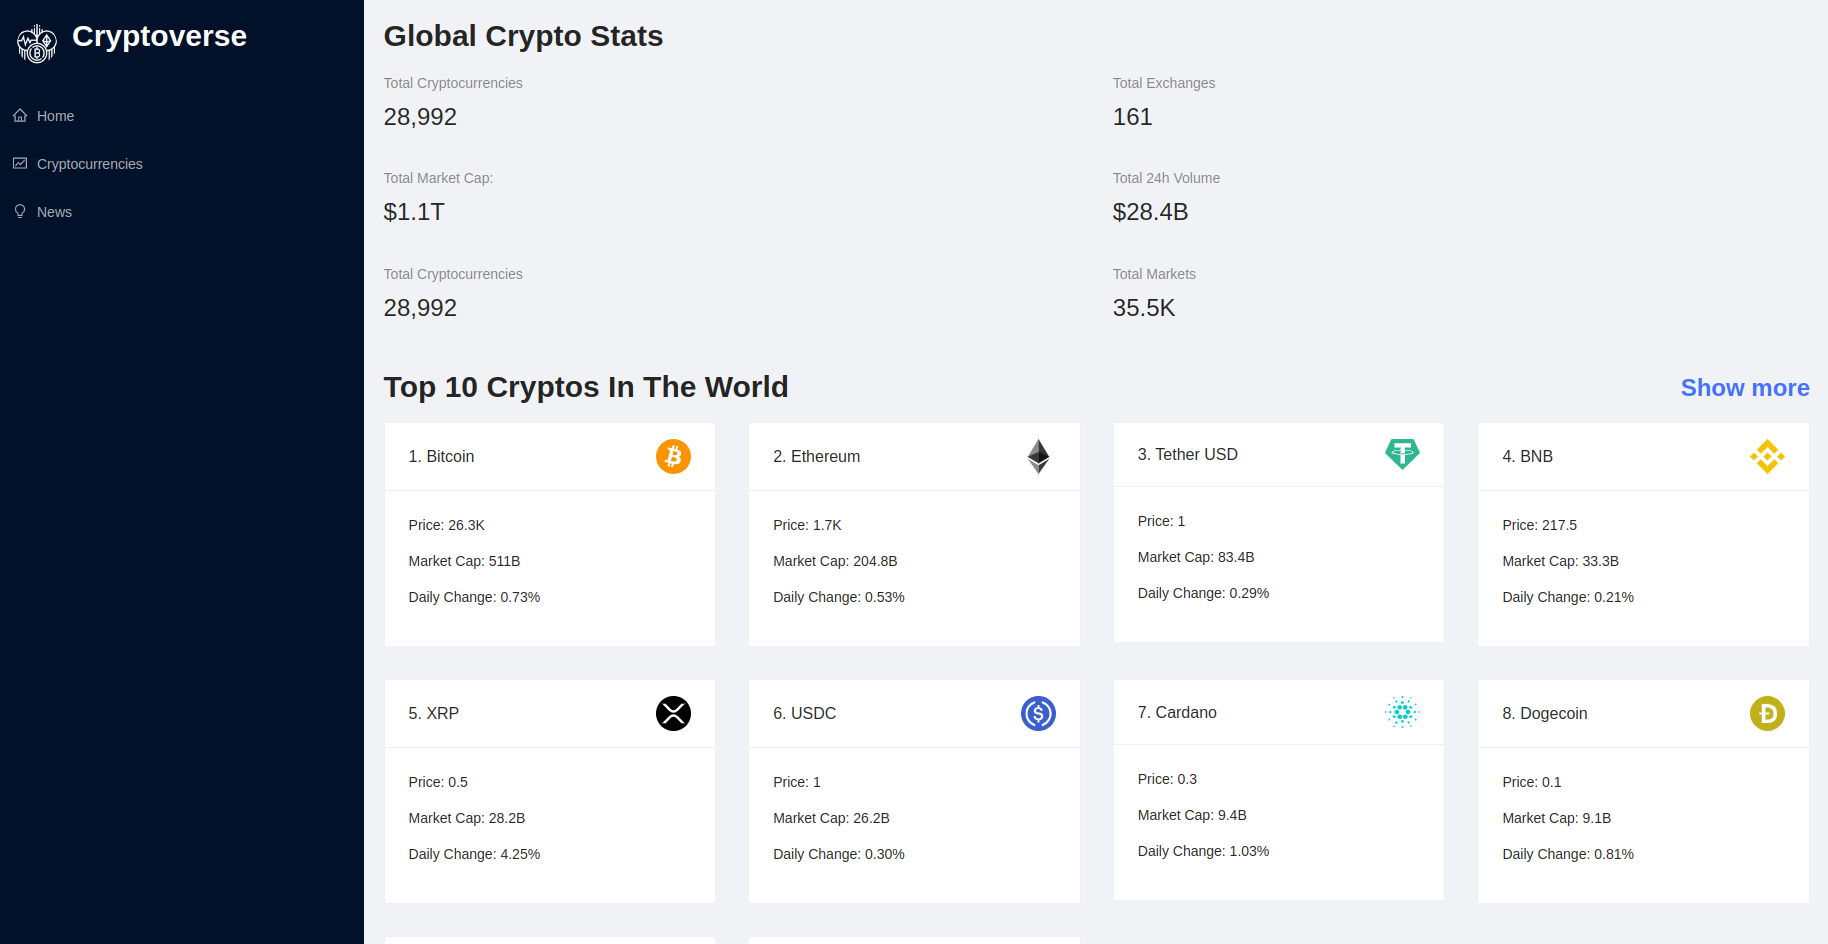 Cryptoverse
Home
Cryptocurrencies
News
Global Crypto Stats
Total Cryptocurrencies
28,992
Total Exchanges
161
Total Market Cap:
$1.1T
Total 24h Volume
$28.4B
Total Cryptocurrencies
28,992
Total Markets
35.5K
Top 10 Cryptos In The World
Show more
1. Bitcoin
Price: 26.3K
Market Cap: 511B
Daily Change: 0.73%
2. Ethereum
Price: 1.7K
Market Cap: 204.8B
Daily Change: 0.53%
3. Tether USD
Price: 1
Market Cap: 83.4B
Daily Change: 0.29%
4. BNB
Price: 217.5
Market Cap: 33.3B
Daily Change: 0.21%
5. XRP
Price: 0.5
Market Cap: 28.2B
Daily Change: 4.25%
6. USDC
Price: 1
Market Cap: 26.2B
Daily Change: 0.30%
7. Cardano
Price: 0.3
Market Cap: 9.4B
Daily Change: 1.03%
8. Dogecoin
Price: 0.1
Market Cap: 9.1B
Daily Change: 0.81%